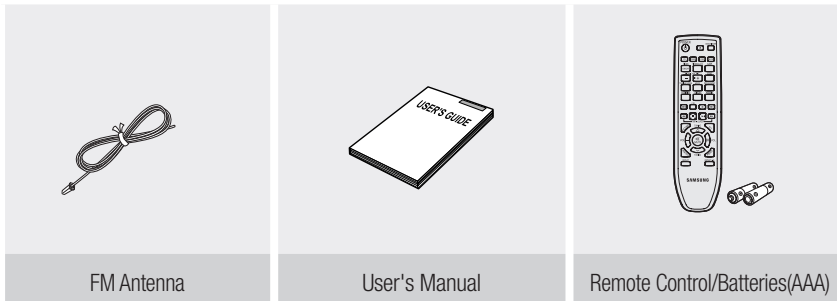 USER'S GUIDE
SAMSUNG
FM Antenna
User's Manual
Remote Control/Batteries(AAA)